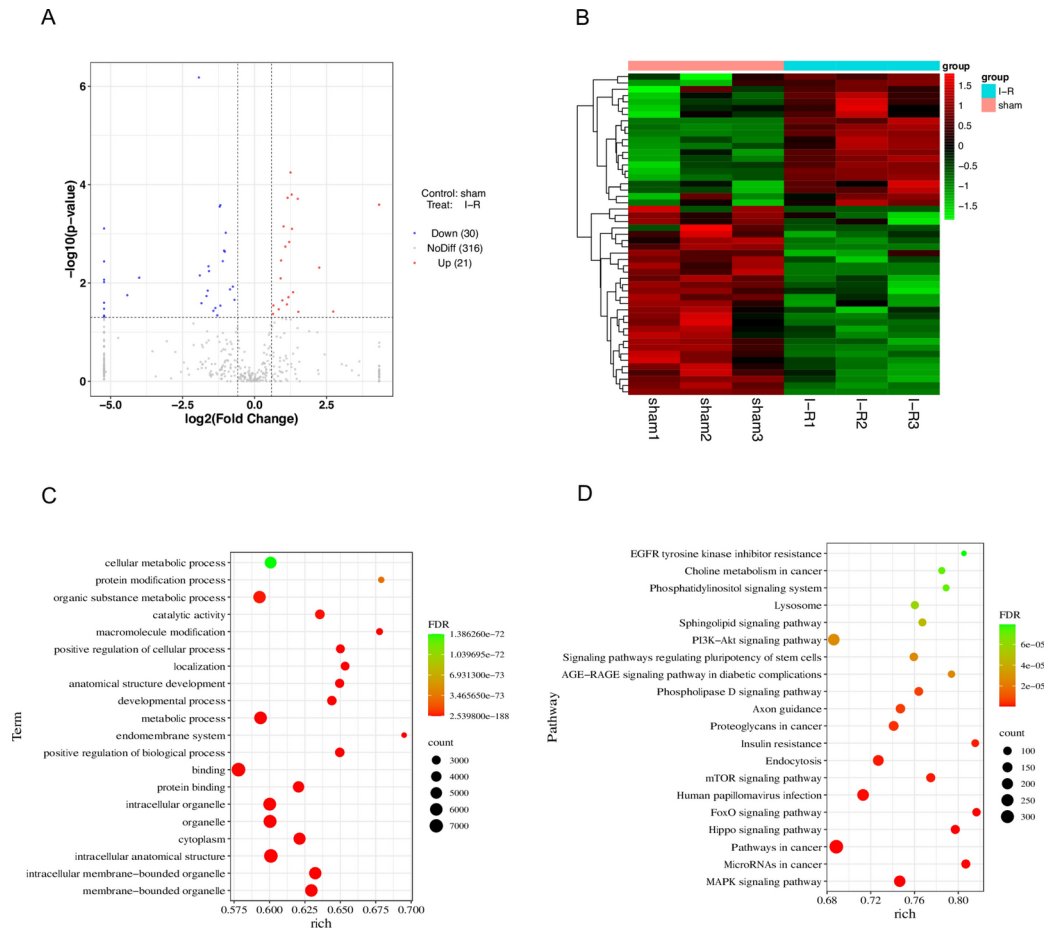 A
−log10(p−value)
6
4
2
0
−5.0
−2.5
0.0
2.5
log2(Fold Change)
Control: sham
Treat: I−R
Down (30)
NoDiff (316)
Up (21)
B
group
1.5
1
0.5
0
−0.5
−1
−1.5
group
I−R
sham
sham1
sham2
sham3
I−R1
I−R2
I−R3
C
Term
cellular metabolic process
protein modification process
organic substance metabolic process
catalytic activity
macromolecule modification
positive regulation of cellular process
localization
anatomical structure development
developmental process
metabolic process
endomembrane system
positive regulation of biological process
binding
protein binding
intracellular organelle
organelle
cytoplasm
intracellular anatomical structure
intracellular membrane−bounded organelle
membrane−bounded organelle
0.575
0.600
0.625
0.650
0.675
0.700
rich
FDR
1.386260e−72
1.039695e−72
6.931300e−73
3.465650e−73
2.539800e−188
count
3000
4000
5000
6000
7000
D
Pathway
EGFR tyrosine kinase inhibitor resistance
Choline metabolism in cancer
Phosphatidylinositol signaling system
Lysosome
Sphingolipid signaling pathway
PI3K−Akt signaling pathway
Signaling pathways regulating pluripotency of stem cells
AGE−RAGE signaling pathway in diabetic complications
Phospholipase D signaling pathway
Axon guidance
Proteoglycans in cancer
Insulin resistance
Endocytosis
mTOR signaling pathway
Human papillomavirus infection
FoxO signaling pathway
Hippo signaling pathway
Pathways in cancer
MicroRNAs in cancer
MAPK signaling pathway
0.68
0.72
0.76
0.80
rich
FDR
6e−05
2e−05
count
100
150
200
250
300